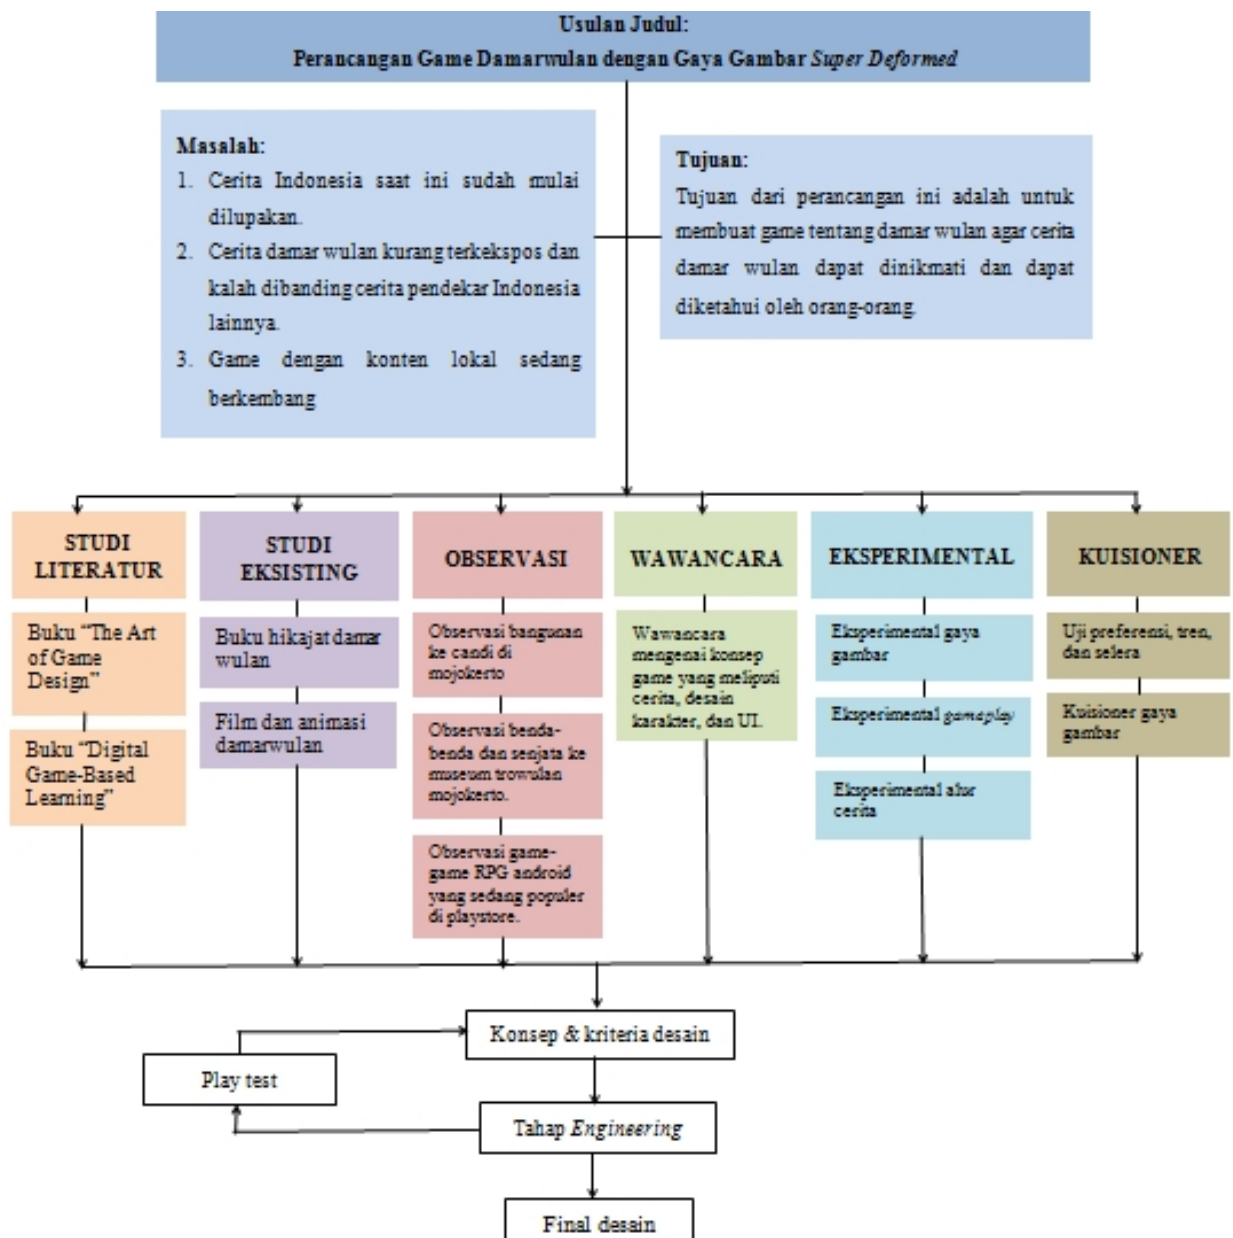 Usulan Judul:
Perancangan Game Damarwulan dengan Gaya Gambar Super Deformed
Masalah:
1. Cerita Indonesia saat ini sudah mulai
dilupakan.
2. Cerita damar wulan kurang terkekspos dan
kalah dibanding cerita pendekar Indonesia
lainnya.
3. Game dengan konten lokal sedang
berkembang
Tujuan:
Tujuan dari perancangan ini adalah untuk
membuat game tentang damar wulan agar cerita
damar wulan dapat dinikmati dan dapat
diketahui oleh orang-orang.
STUDI
LITERATUR
Buku “The Art
of Game
Design”
Buku “Digital
Game-Based
Learning”
STUDI
EKSISTING
Buku hikajat damar
wulan
Film dan animasi
damarwulan
OBSERVASI
Observasi bangunan
ke candi di
mojokerto
Observasi benda-
benda dan senjata ke
museum trowulan
mojokerto.
Observasi game-
game RPG android
yang sedang populer
di playstore.
WAWANCARA
Wawancara
mengenai konsep
game yang meliputi
cerita, desain
karakter, dan UI.
EKSPERIMENTAL
Eksperimental gaya
gambar
Eksperimental gameplay
Eksperimental alur
cerita
KUISIONER
Uji preferensi, tren,
dan selera
Kuisioner gaya
gambar
Konsep & kriteria desain
Play test
Tahap Engineering
Final desain